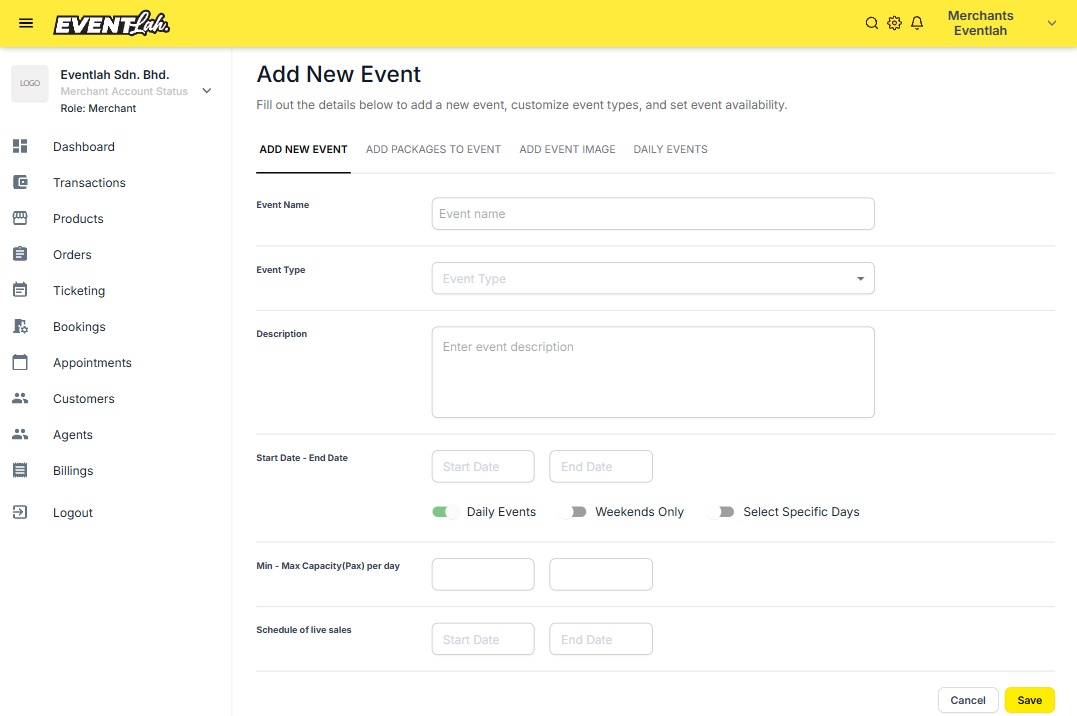 EVENTLah.
Merchants
Eventlah
LOGO
Eventlah Sdn. Bhd.
Merchant Account Status
Role: Merchant
Dashboard
Transactions
Products
Orders
Ticketing
Bookings
Appointments
Customers
Agents
Billings
Logout
Add New Event
Fill out the details below to add a new event, customize event types, and set event availability.
ADD NEW EVENT ADD PACKAGES TO EVENT ADD EVENT IMAGE DAILY EVENTS
Event Name
Event name
Event Type
Event Type
Description
Enter event description
Start Date - End Date
Start Date End Date
Daily Events Weekends Only Select Specific Days
Min - Max Capacity(Pax) per day
Schedule of live sales
Start Date End Date
Cancel Save